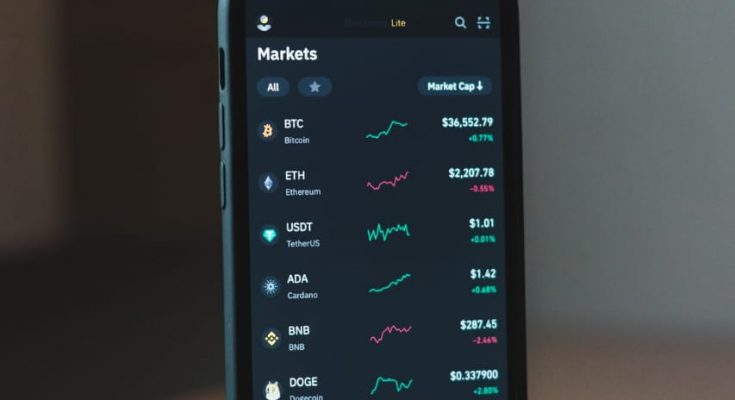 Lite
Markets
All
Market Cap ↓
BTC
Bitcoin
$36,552.79
+0.77%
ETH
Ethereum
$2,207.78
-0.55%
USDT
TetherUS
$1.01
+0.01%
ADA
Cardano
$1.42
+0.68%
BNB
BNB
$287.45
-2.46%
DOGE
Dogecoin
$0.337900
+2.80%